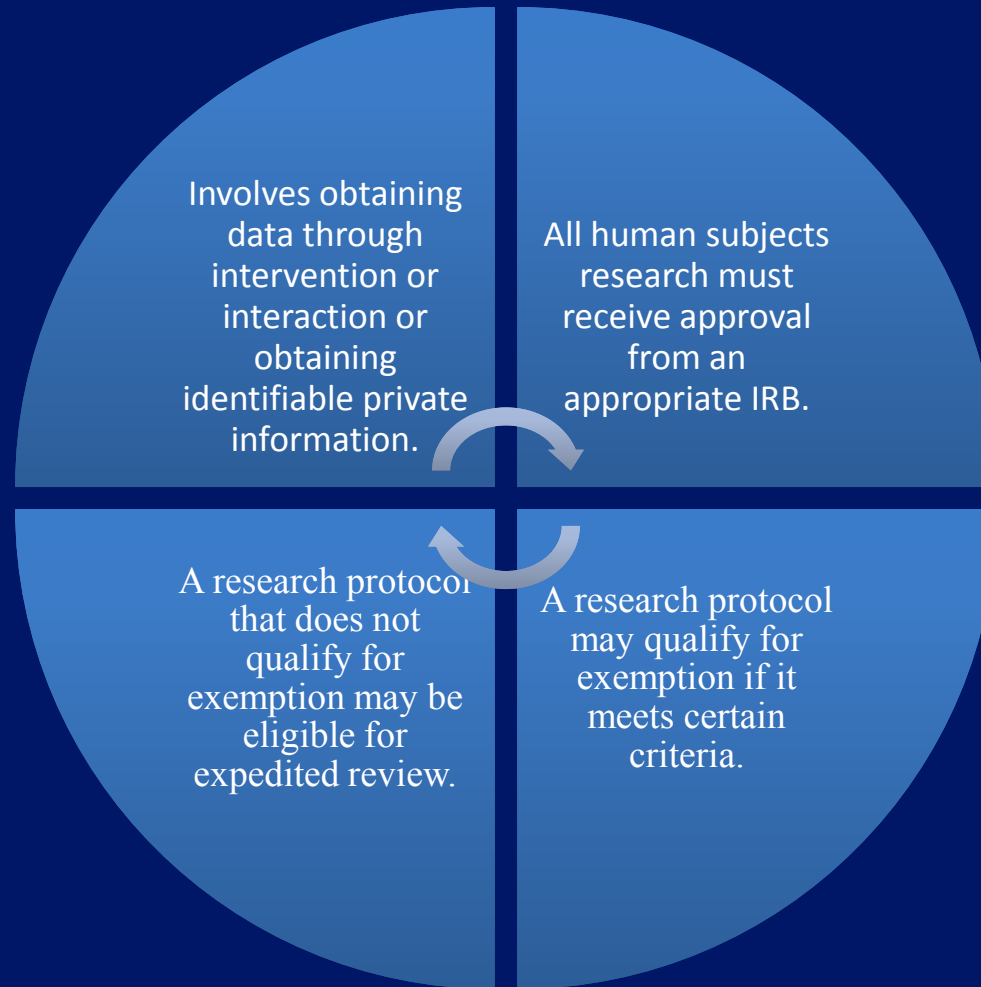 Involves obtaining
data through
intervention or
interaction or
obtaining
identifiable private
information.
All human subjects
research must
receive approval
from an
appropriate IRB.
A research protocol
that does not
qualify for
exemption may be
eligible for
expedited review.
A research protocol
may qualify for
exemption if it
meets certain
criteria.